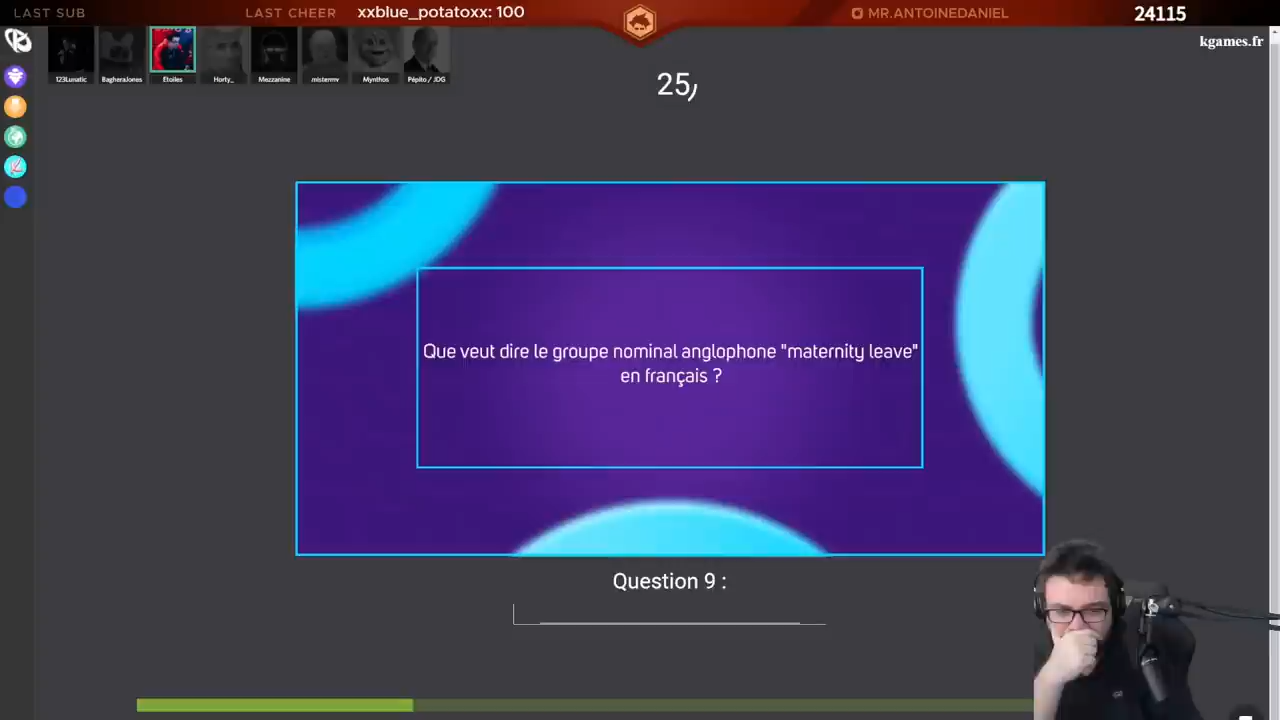 LAST SUB
LAST CHEER xxblue_potatoxx: 100
MR.ANTOINEDANIEL
24115
kgames.fr
123Lunatic
BagheraJones
Etoiles
Horty_
Mezzanine
mistermv
Mynthos
Pépito / JDG
25,
Que veut dire le groupe nominal anglophone "maternity leave"
en français ?
Question 9 :